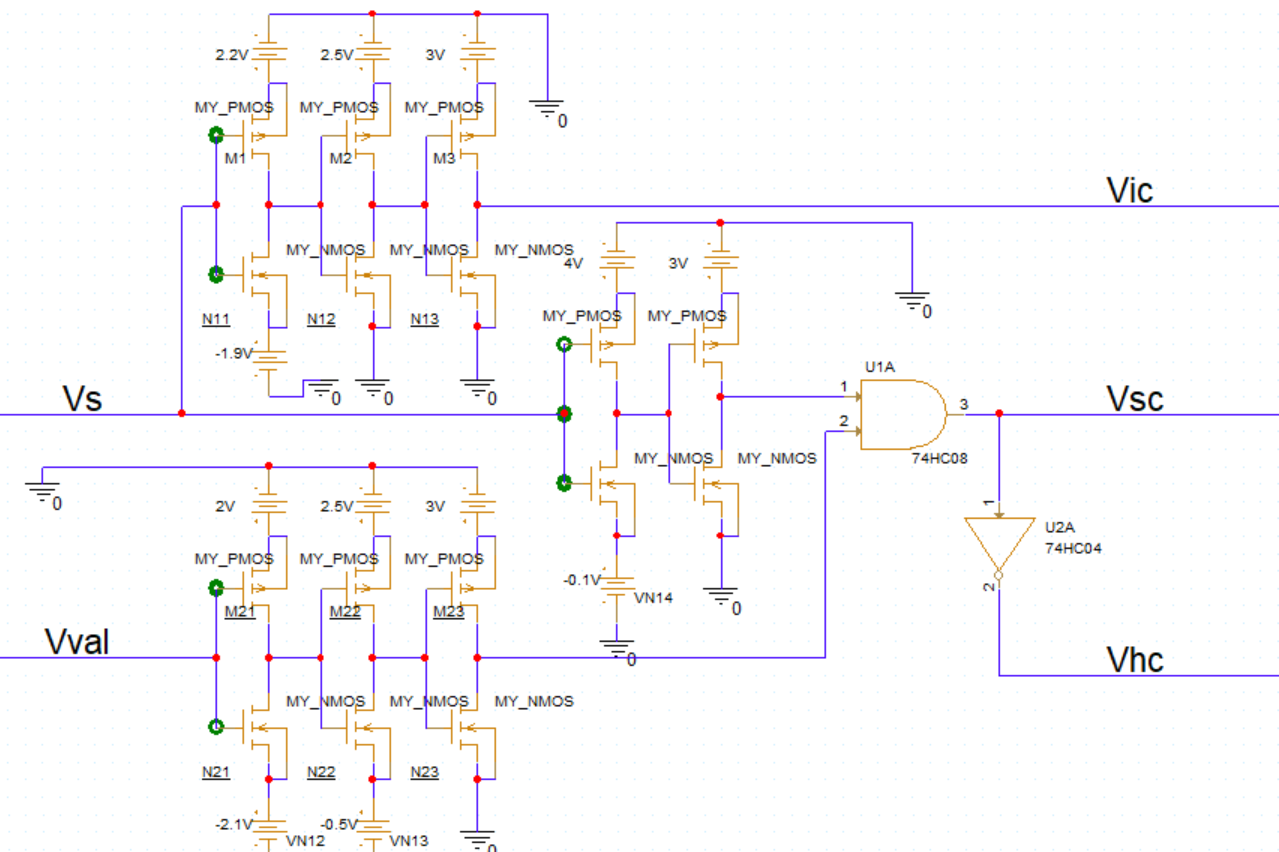 2.2V 2.5V 3V
MY_PMOS MY_PMOS MY_PMOS
0
M1 M2 M3
Vic
MY_NMOS MY_NMOS MY_NMOS
4V 3V
N11 N12 N13
0
MY_PMOS MY_PMOS
-1.9V
U1A
0 0 0
Vs
1
2
3
Vsc
74HC08
MY_NMOS MY_NMOS
0
2V 2.5V 3V
1
U2A
74HC04
MY_PMOS MY_PMOS MY_PMOS
-0.1V
VN14
2
0
M21 M22 M23
Vval
0
Vhc
MY_NMOS MY_NMOS MY_NMOS
N21 N22 N23
-2.1V -0.5V
VN12 VN13
0